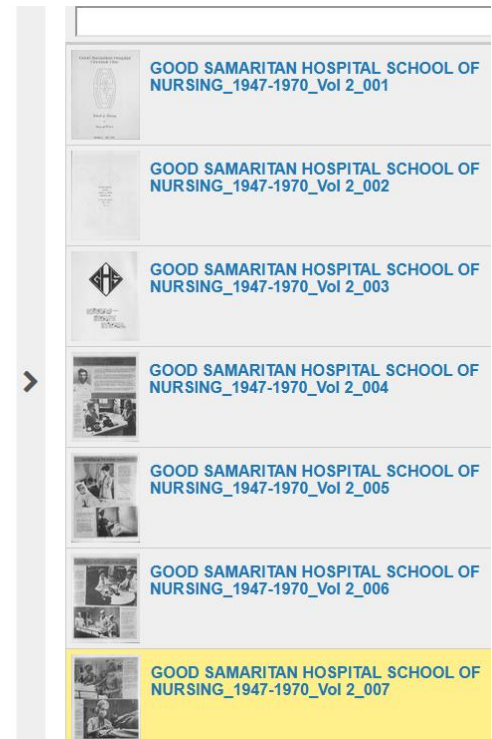 GOOD SAMARITAN HOSPITAL SCHOOL OF
NURSING_1947-1970_Vol 2_001
GOOD SAMARITAN HOSPITAL SCHOOL OF
NURSING_1947-1970_Vol 2_002
GHS
GOOD SAMARITAN HOSPITAL SCHOOL OF
NURSING_1947-1970_Vol 2_003
GOOD SAMARITAN HOSPITAL SCHOOL OF
NURSING_1947-1970_Vol 2_004
GOOD SAMARITAN HOSPITAL SCHOOL OF
NURSING_1947-1970_Vol 2_005
GOOD SAMARITAN HOSPITAL SCHOOL OF
NURSING_1947-1970_Vol 2_006
GOOD SAMARITAN HOSPITAL SCHOOL OF
NURSING_1947-1970_Vol 2_007